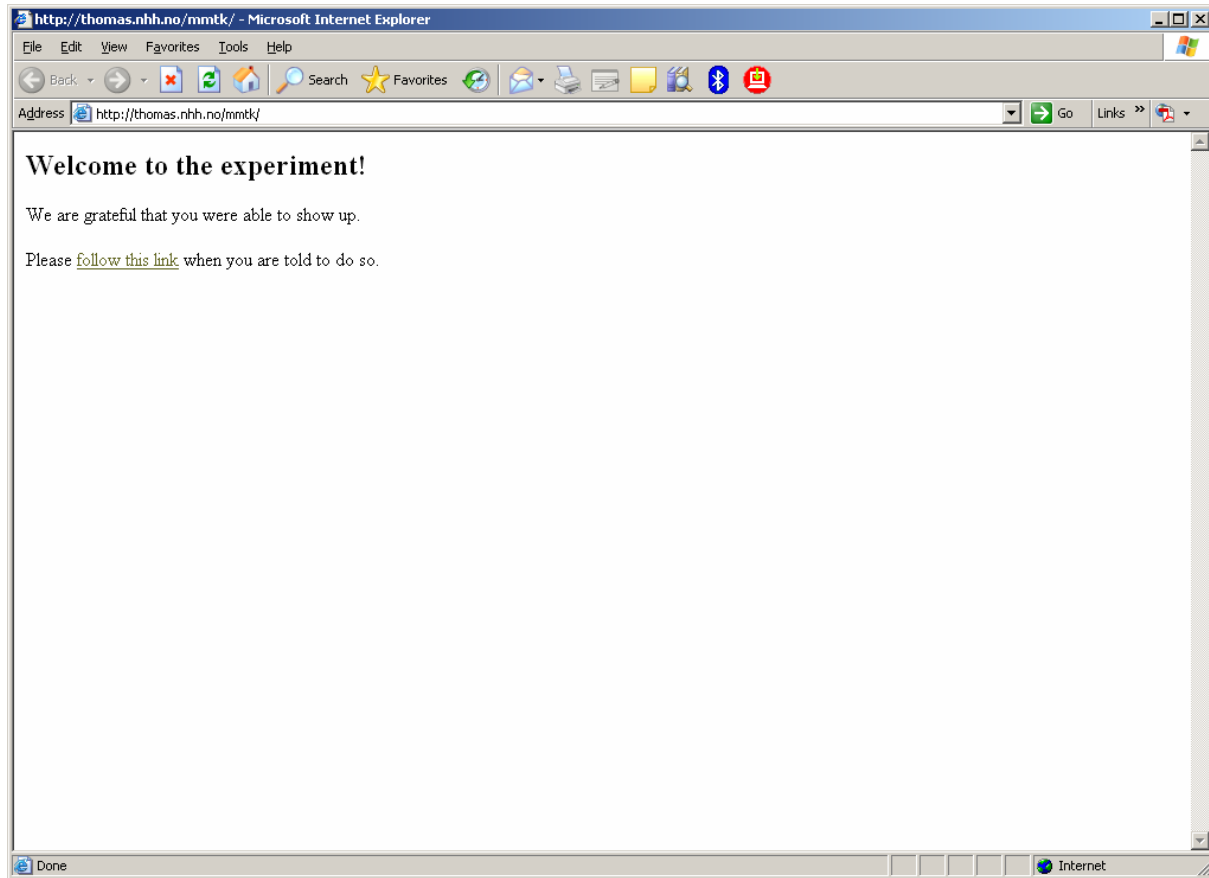 http://thomas.nhh.no/mmtk/ - Microsoft Internet Explorer
File Edit View Favorites Tools Help
Back Search Favorites
Address http://thomas.nhh.no/mmtk/ Go Links »
Welcome to the experiment!
We are grateful that you were able to show up.
Please follow this link when you are told to do so.
Done Internet